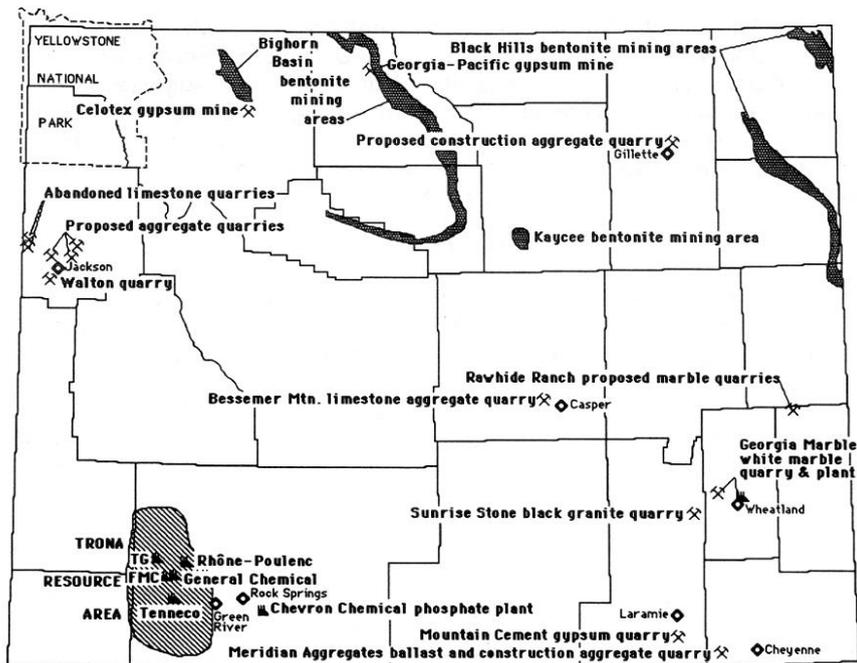 YELLOWSTONE
NATIONAL
PARK
Bighorn
Basin
bentonite
mining
areas
Black Hills bentonite mining areas
Georgia-Pacific gypsum mine
Celotex gypsum mine
Proposed construction aggregate quarry
Gillette
Abandoned limestone quarries
Proposed aggregate quarries
Jackson
Walton quarry
Kaycee bentonite mining area
Rawhide Ranch proposed marble quarries
Bessemer Mtn. limestone aggregate quarry
Casper
Georgia Marble
white marble
quarry & plant
Wheatland
Sunrise Stone black granite quarry
TRONA
RESOURCE
AREA
TG
Rhône-Poulenc
FMC
General Chemical
Tenneco
Green
River
Rock Springs
Chevron Chemical phosphate plant
Laramie
Mountain Cement gypsum quarry
Meridian Aggregates ballast and construction aggregate quarry
Cheyenne